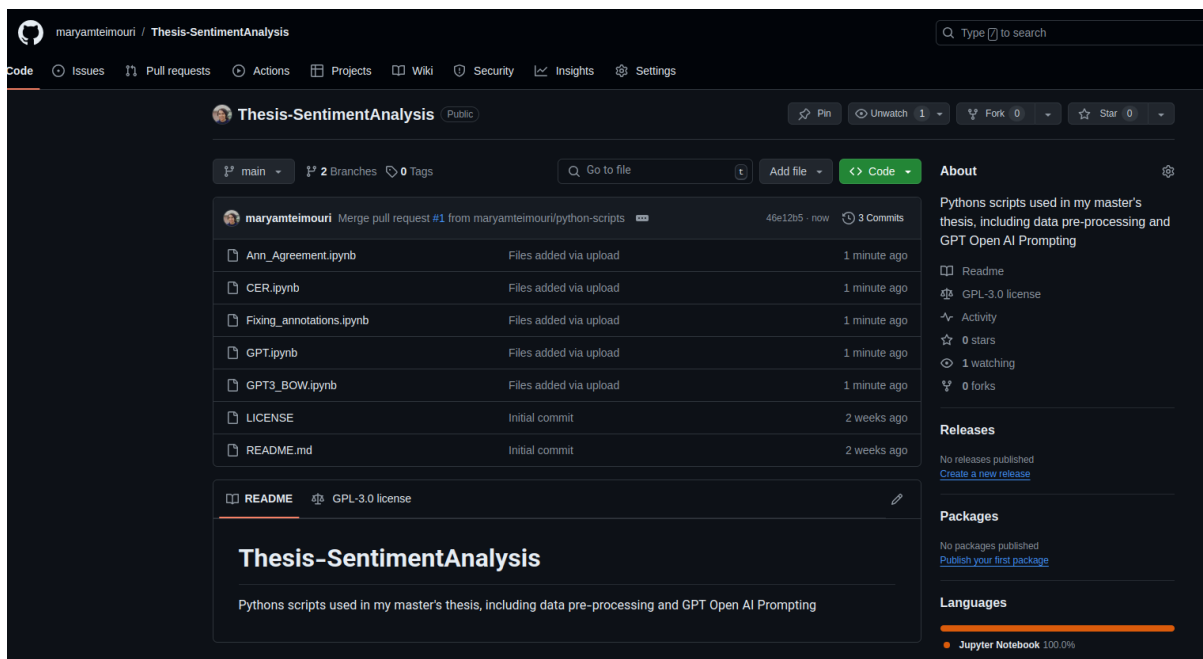 maryamteimouri / Thesis-SentimentAnalysis
Type / to search
Code Issues Pull requests Actions Projects Wiki Security Insights Settings
Thesis-SentimentAnalysis Public
Pin Unwatch 1 Fork 0 Star 0
main 2 Branches 0 Tags Go to file t Add file Code
maryamteimouri Merge pull request #1 from maryamteimouri/python-scripts 46e12b5 · now 3 Commits
Ann_Agreement.ipynb Files added via upload 1 minute ago
CER.ipynb Files added via upload 1 minute ago
Fixing_annotations.ipynb Files added via upload 1 minute ago
GPT.ipynb Files added via upload 1 minute ago
GPT3_BOW.ipynb Files added via upload 1 minute ago
LICENSE Initial commit 2 weeks ago
README.md Initial commit 2 weeks ago
README GPL-3.0 license
Thesis-SentimentAnalysis
Pythons scripts used in my master's thesis, including data pre-processing and GPT Open AI Prompting
About
Pythons scripts used in my master's
thesis, including data pre-processing and
GPT Open AI Prompting
Readme
GPL-3.0 license
Activity
0 stars
1 watching
0 forks
Releases
No releases published
Create a new release
Packages
No packages published
Publish your first package
Languages
Jupyter Notebook 100.0%